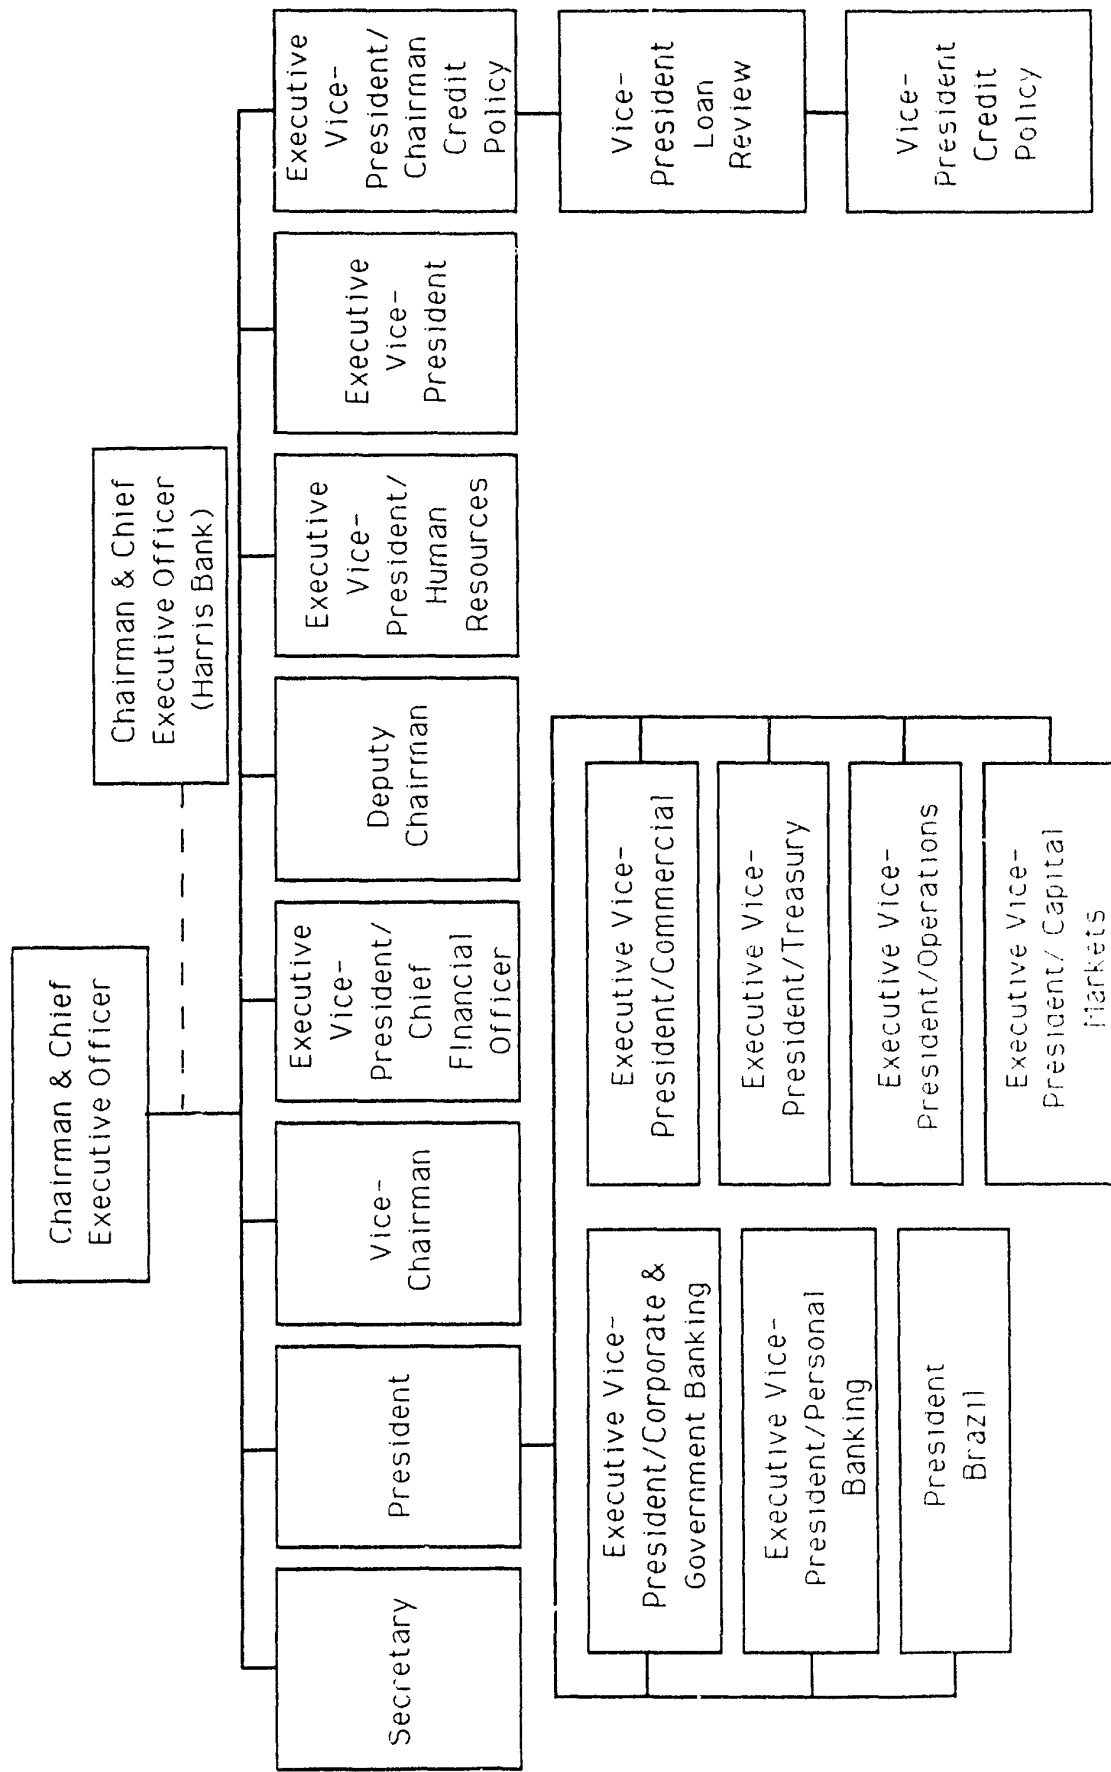 Chairman & Chief
Executive Officer
Chairman & Chief
Executive Officer
(Harris Bank)
Secretary
President
Vice-
Chairman
Executive
Vice-
President/
Chief
F!nancial
Officer
Deputy
Chairman
Executive
Vice-
President/
Human
Resources
Executive
Vice-
President
Executive
Vice-
President/
Chairman
Credit
Policy
Executive Vice-
President/Corporate &
Government Banking
Executive Vice-
President/Personal
Banking
President
Brazil
Executive Vice-
President/Commercial
Executive Vice-
President/Treasury
Executive Vice-
President/Operations
Executive Vice-
President/ Capital
Markets
Vice-
President
Loan
Review
Vice-
President
Credit
Policy